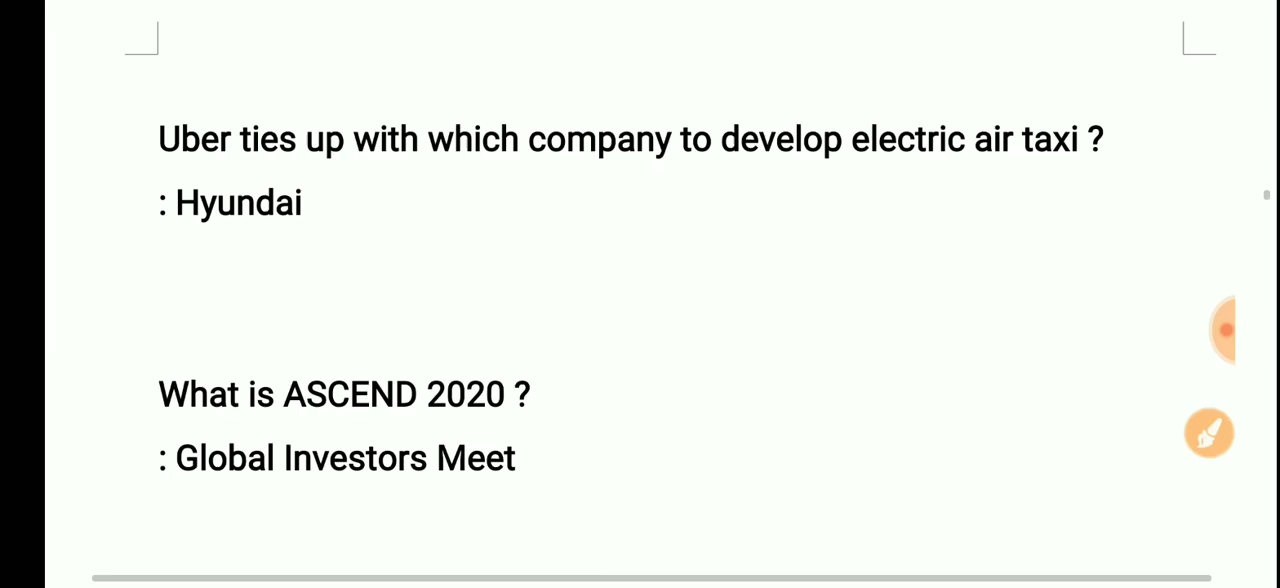 Uber ties up with which company to develop electric air taxi ?
: Hyundai
What is ASCEND 2020 ?
: Global Investors Meet